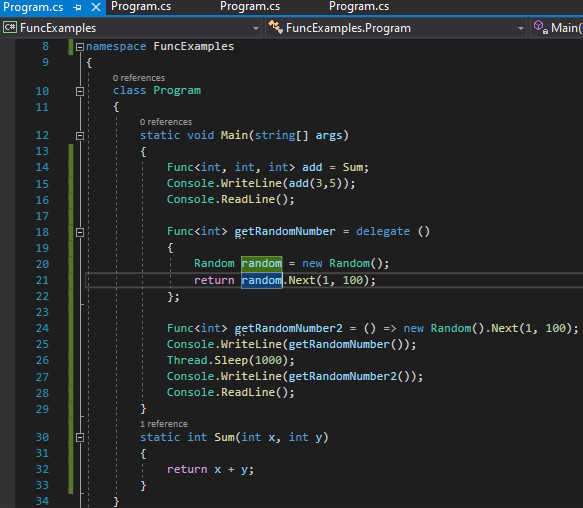 Program.cs Program.cs Program.cs Program.cs
C# FuncExamples FuncExamples.Program Main(
8 namespace FuncExamples
9 {
0 references
10 class Program
11 {
0 references
12 static void Main(string[] args)
13 {
14 Func<int, int, int> add = Sum;
15 Console.WriteLine(add(3,5));
16 Console.ReadLine();
17
18 Func<int> getRandomNumber = delegate ()
19 {
20 Random random = new Random();
21 return random.Next(1, 100);
22 };
23
24 Func<int> getRandomNumber2 = () => new Random().Next(1, 100);
25 Console.WriteLine(getRandomNumber());
26 Thread.Sleep(1000);
27 Console.WriteLine(getRandomNumber2());
28 Console.ReadLine();
29 }
1 reference
30 static int Sum(int x, int y)
31 {
32 return x + y;
33 }
34 }